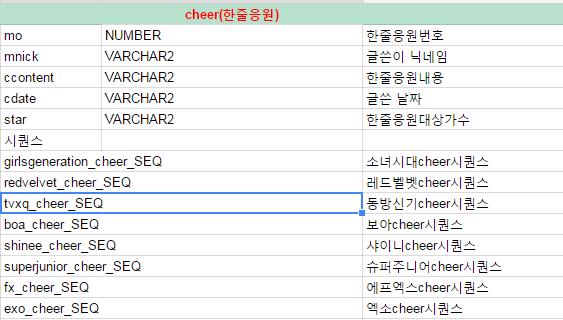 cheer(한줄응원)
mo NUMBER 한줄응원번호
mnick VARCHAR2 글쓴이 닉네임
ccontent VARCHAR2 한줄응원내용
cdate VARCHAR2 글쓴 날짜
star VARCHAR2 한줄응원대상가수
시퀀스
girlsgeneration_cheer_SEQ 소녀시대cheer시퀀스
redvelvet_cheer_SEQ 레드벨벳cheer시퀀스
tvxq_cheer_SEQ 동방신기cheer시퀀스
boa_cheer_SEQ 보아cheer시퀀스
shinee_cheer_SEQ 샤이니cheer시퀀스
superjunior_cheer_SEQ 슈퍼주니어cheer시퀀스
fx_cheer_SEQ 에프엑스cheer시퀀스
exo_cheer_SEQ 엑소cheer시퀀스